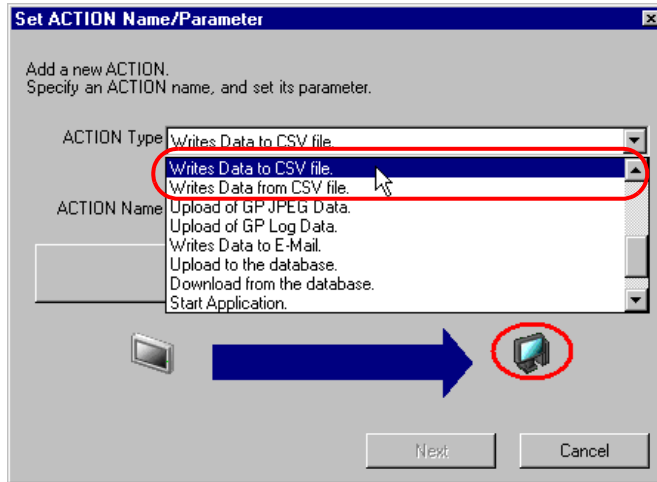 Set ACTION Name/Parameter
Add a new ACTION.
Specify an ACTION name, and set its parameter.
ACTION Type
Writes Data to CSV file.
Writes Data to CSV file.
Writes Data from CSV file.
ACTION Name
Upload of GP JPEG Data.
Upload of GP Log Data.
Writes Data to E-Mail.
Upload to the database.
Download from the database.
Start Application.
Next
Cancel